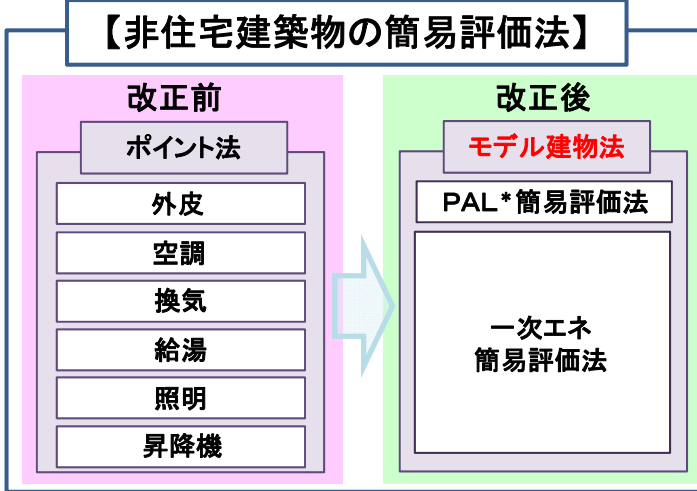 【非住宅建築物の簡易評価法】
改正前
ポイント法
外皮
空調
換気
給湯
照明
昇降機
改正後
モデル建物法
PAL*簡易評価法
一次エネ
簡易評価法